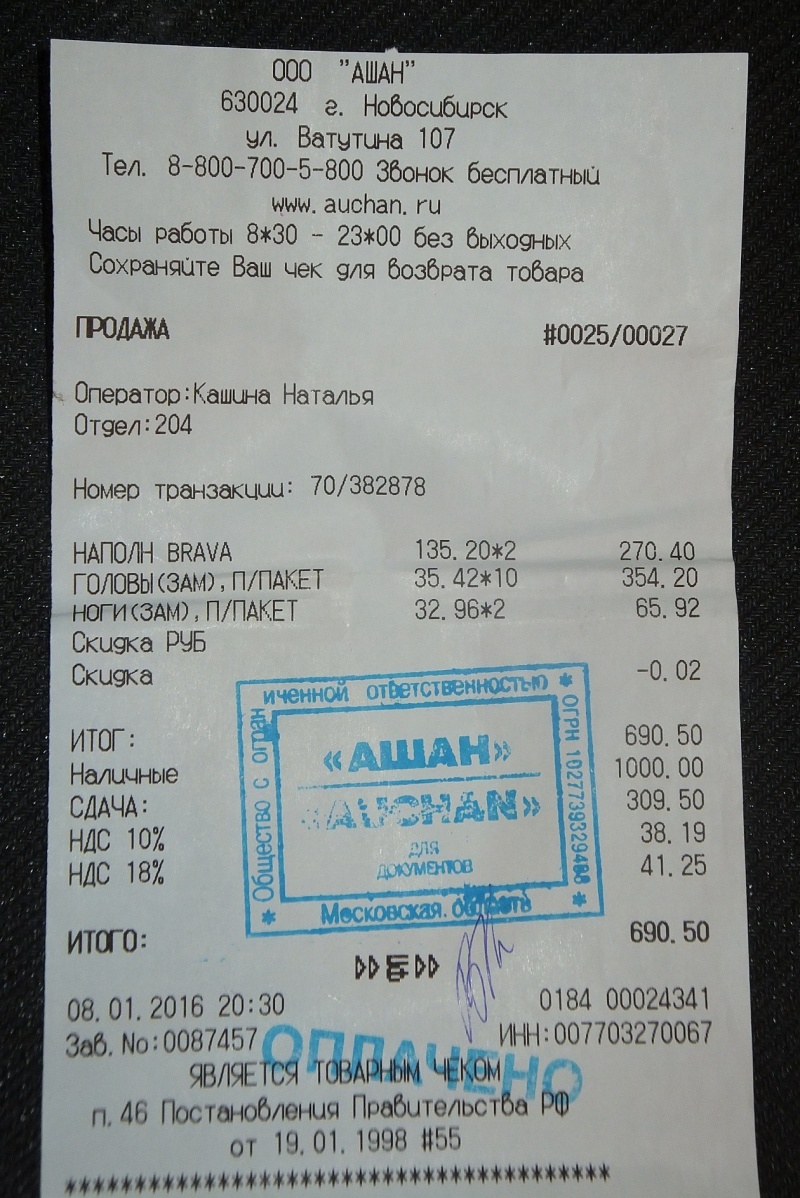 ООО "АШАН"
630024 г. Новосибирск
ул. Ватутина 107
Тел. 8-800-700-5-800 Звонок бесплатный
www.auchan.ru
Часы работы 8*30 - 23*00 без выходных
Сохраняйте Ваш чек для возврата товара
ПРОДАЖА #0025/00027
Оператор:Кашина Наталья
Отдел:204
Номер транзакции: 70/382878
НАПОЛН BRAVA 135.20*2 270.40
ГОЛОВЫ(ЗАМ),П/ПАКЕТ 35.42*10 354.20
НОГИ(ЗАМ),П/ПАКЕТ 32.96*2 65.92
Скидка РУБ
Скидка -0.02
ИТОГ: 690.50
Наличные 1000.00
СДАЧА: 309.50
НДС 10% 38.19
НДС 18% 41.25
ИТОГО: 690.50
Общество с огран
иченной ответственностью
* ОГРН 1027739329408 *
* Московская область
«АШАН»
«AUCHAN»
ДЛЯ
ДОКУМЕНТОВ
08.01.2016 20:30 0184 00024341
Зав. No:0087457 ИНН:007703270067
ОПЛАЧЕНО
ЯВЛЯЕТСЯ ТОВАРНЫМ ЧЕКОМ
п. 46 Постановления Правительства РФ
от 19.01.1998 #55
****************************************